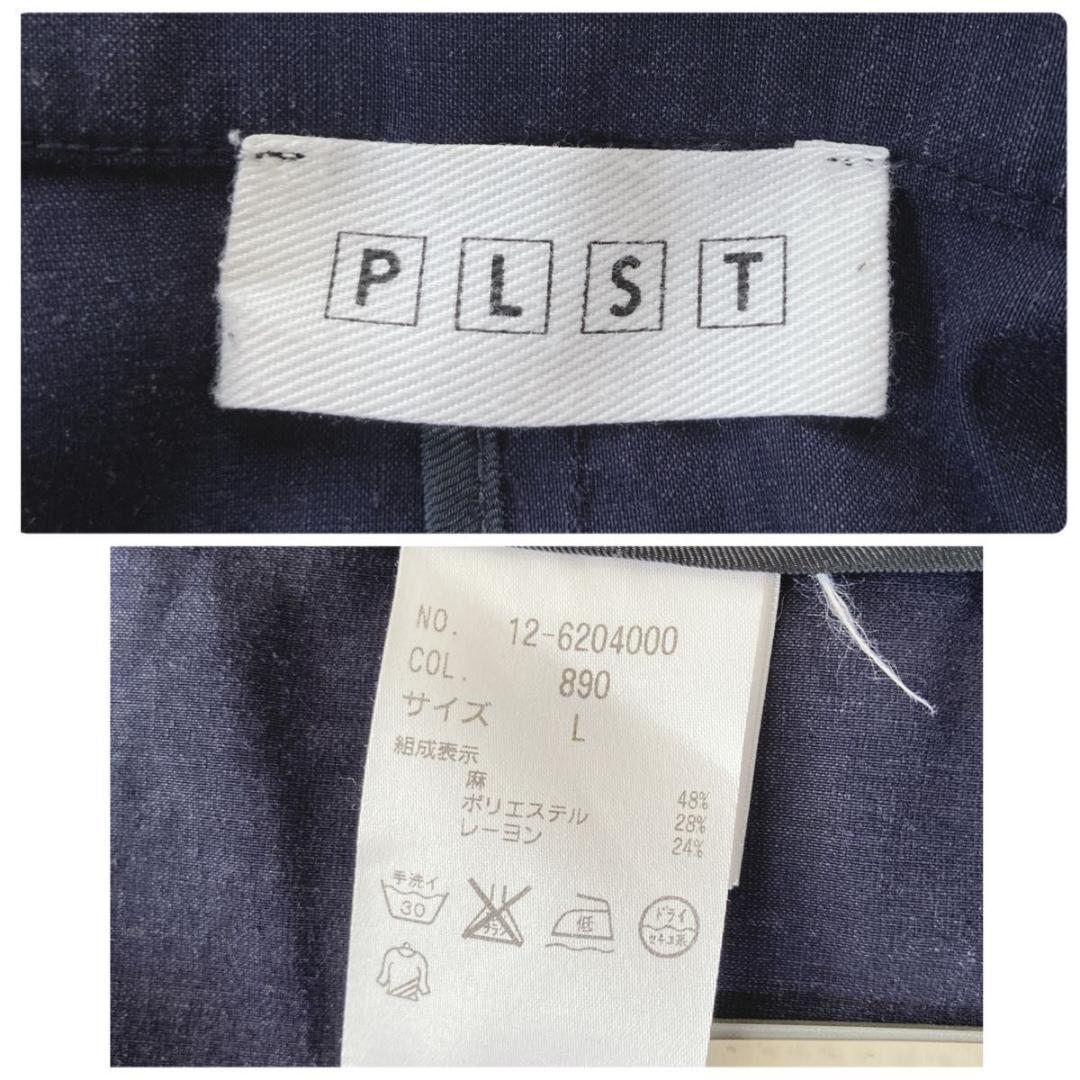 PLST
NO. 12-6204000
COL. 890
サイズ L
組成表示
麻 48%
ポリエステル 28%
レーヨン 24%
手洗イ
30
低
ドライ
セキユ系